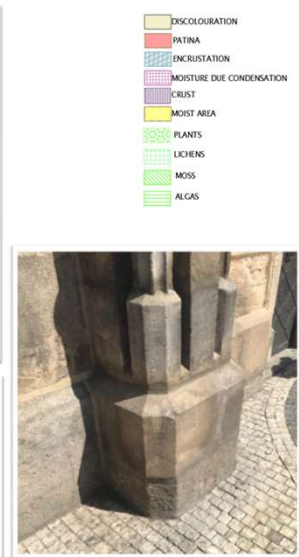 DISCOLOURATION
PATINA
ENCRUSTATION
MOISTURE DUE CONDENSATION
CRUST
MOIST AREA
PLANTS
LICHENS
MOSS
ALGAS